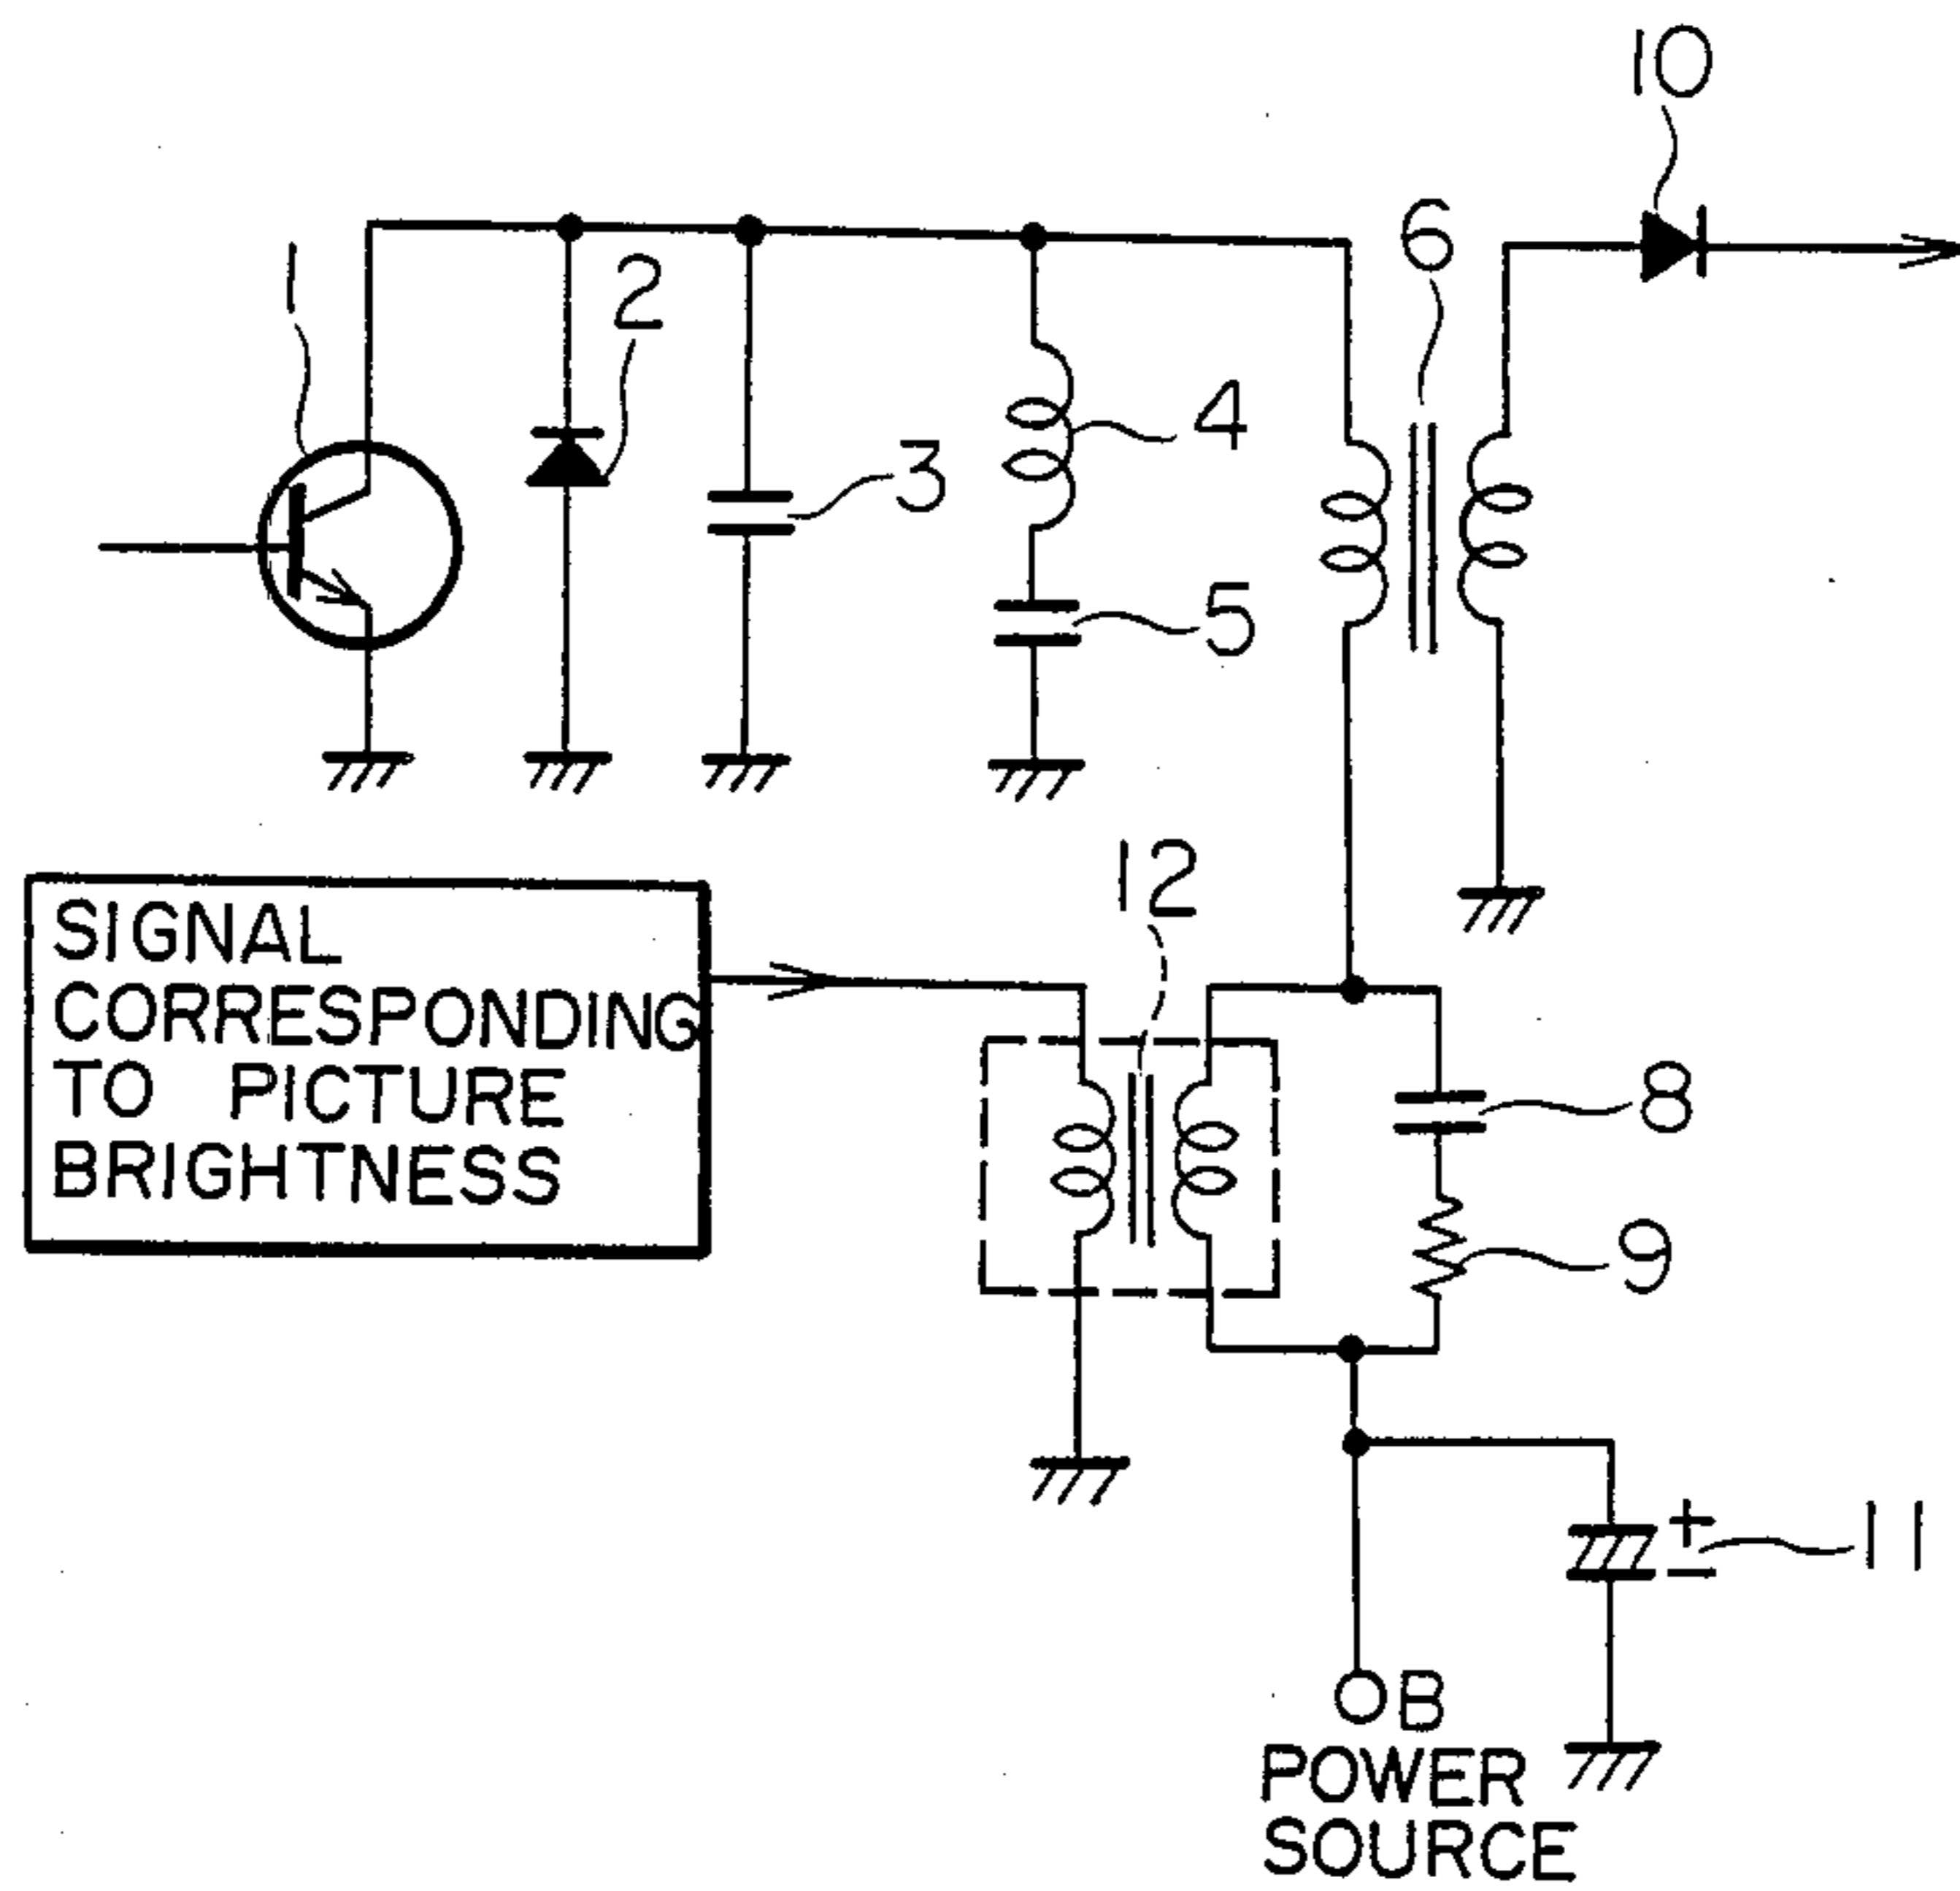 10
6
1
2
4
3
5
12
SIGNAL
CORRESPONDING
TO PICTURE
BRIGHTNESS
8
9
+
−
11
B
POWER
SOURCE